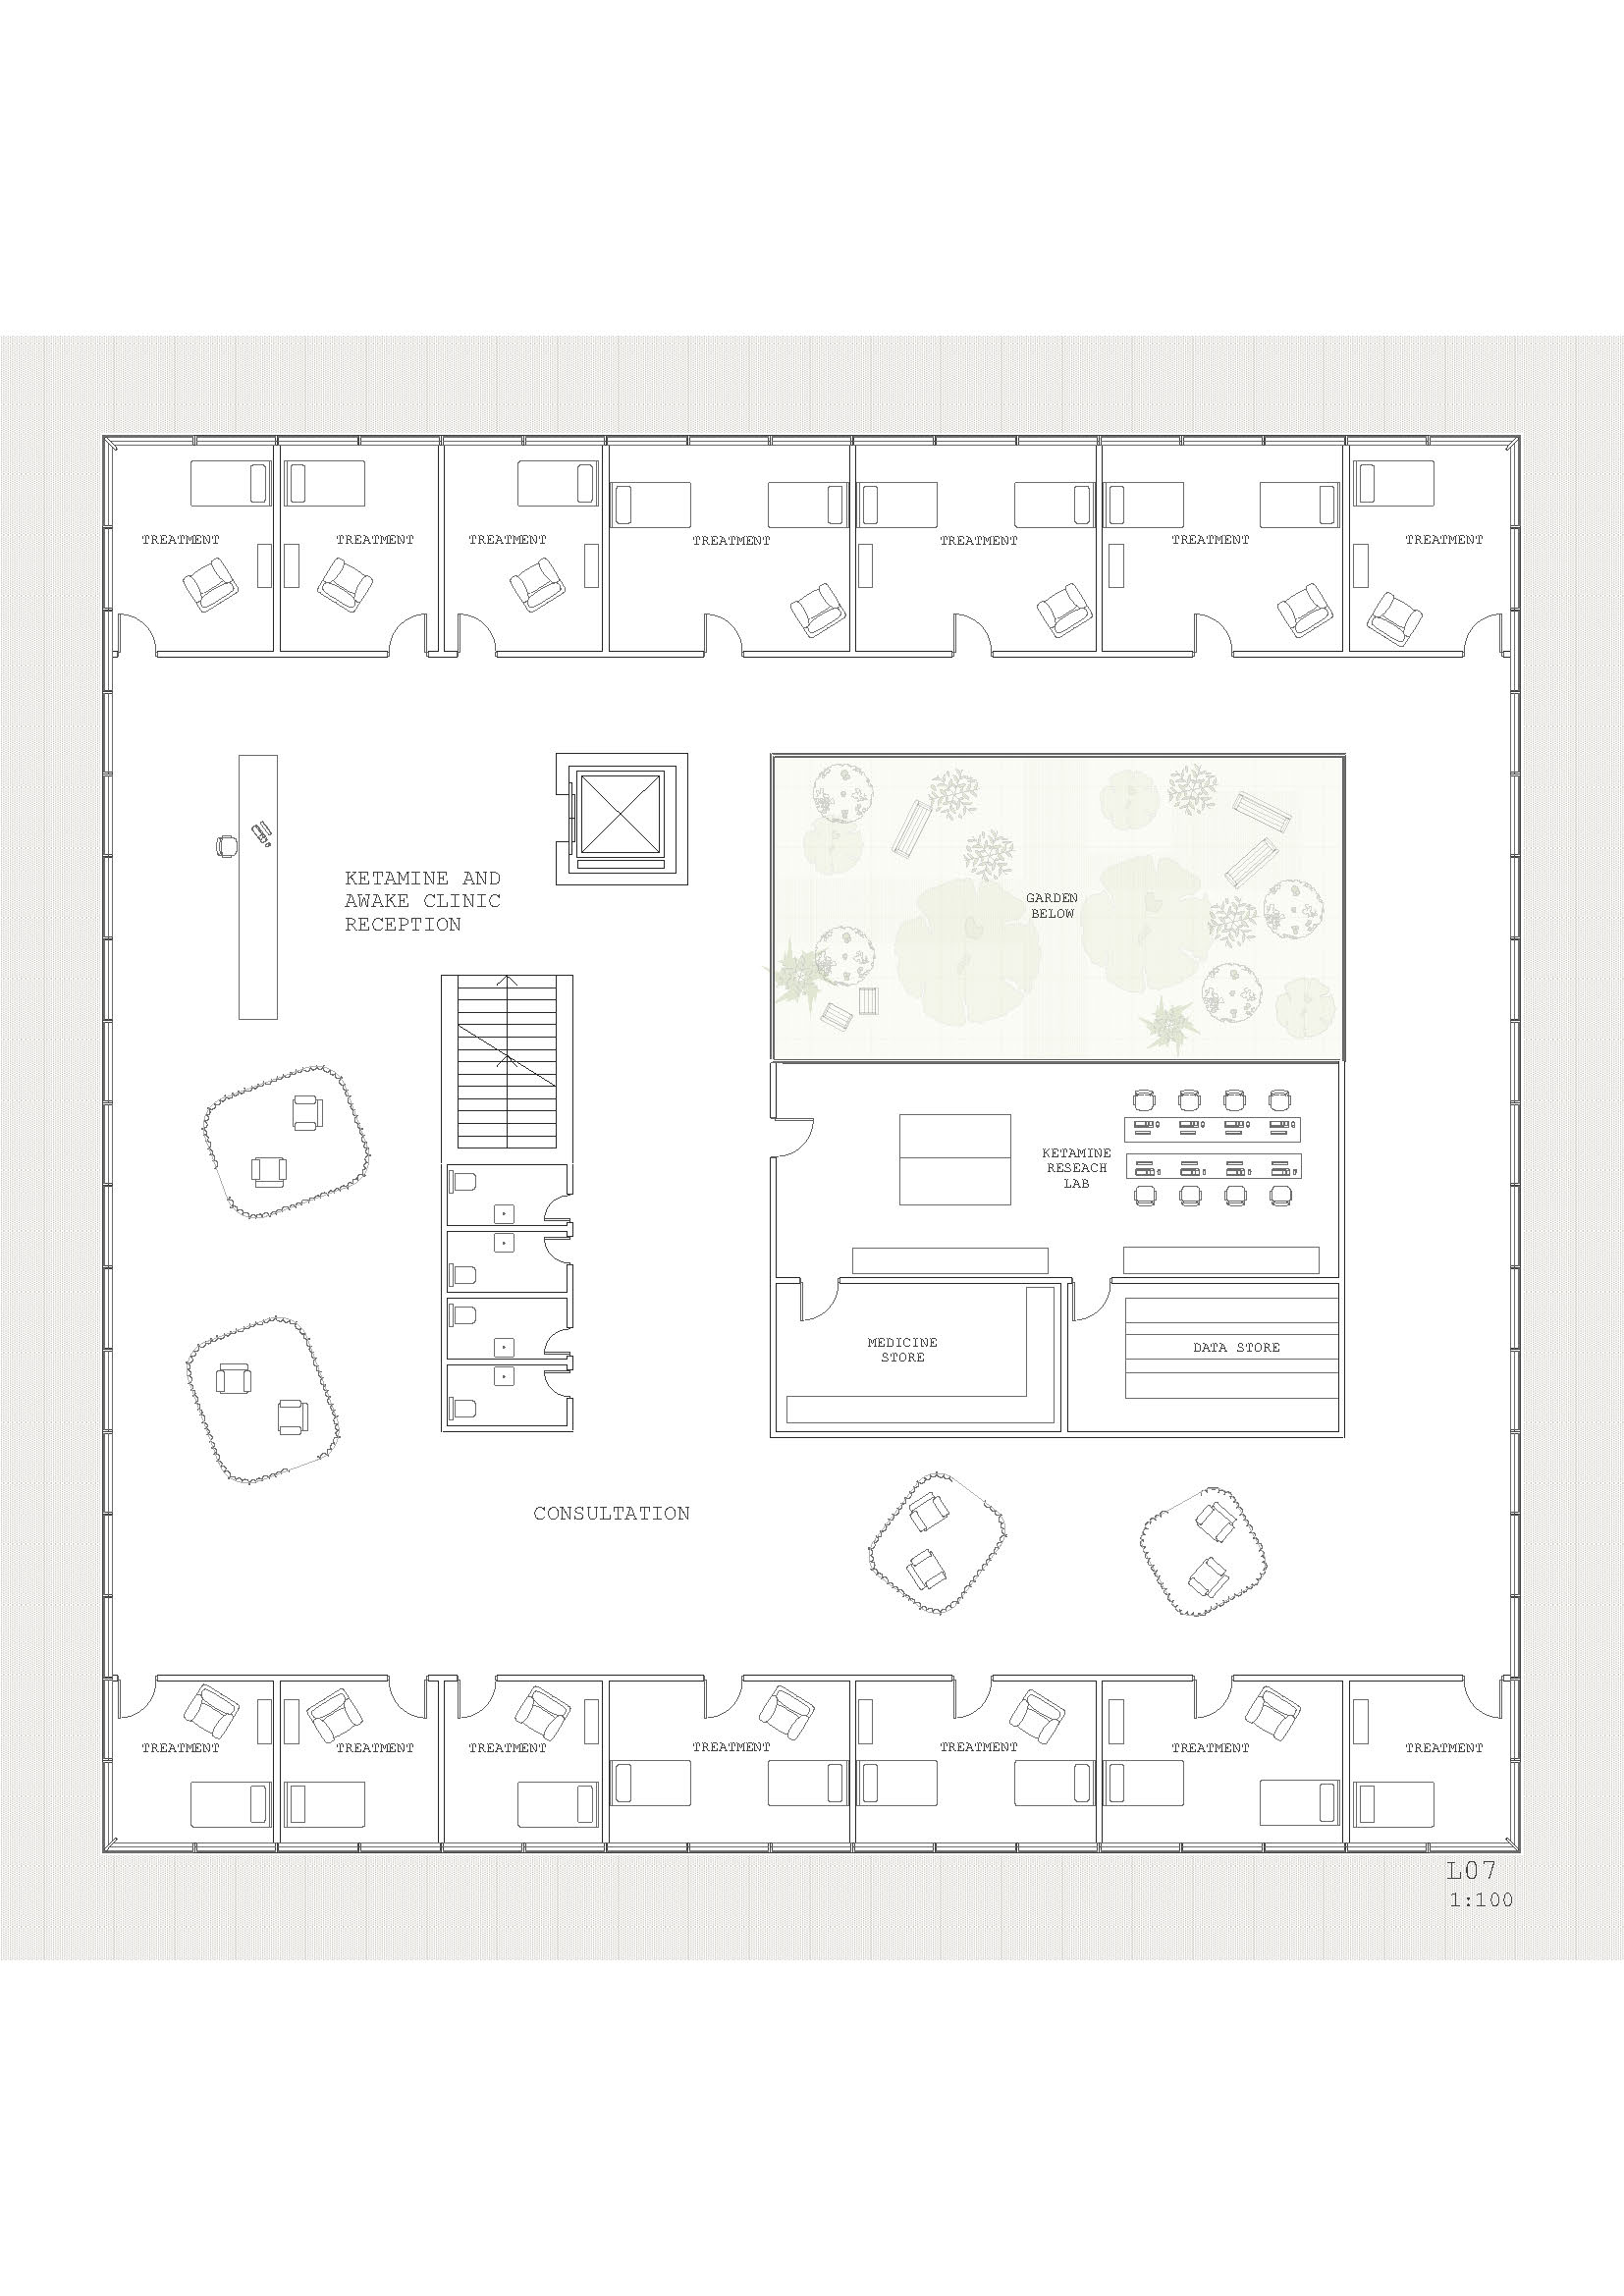 TREATMENT
TREATMENT
TREATMENT
TREATMENT
TREATMENT
TREATMENT
TREATMENT
KETAMINE AND
AWAKE CLINIC
RECEPTION
GARDEN
BELOW
KETAMINE
RESEACH
LAB
MEDICINE
STORE
DATA STORE
CONSULTATION
TREATMENT
TREATMENT
TREATMENT
TREATMENT
TREATMENT
TREATMENT
TREATMENT
L07
1:100